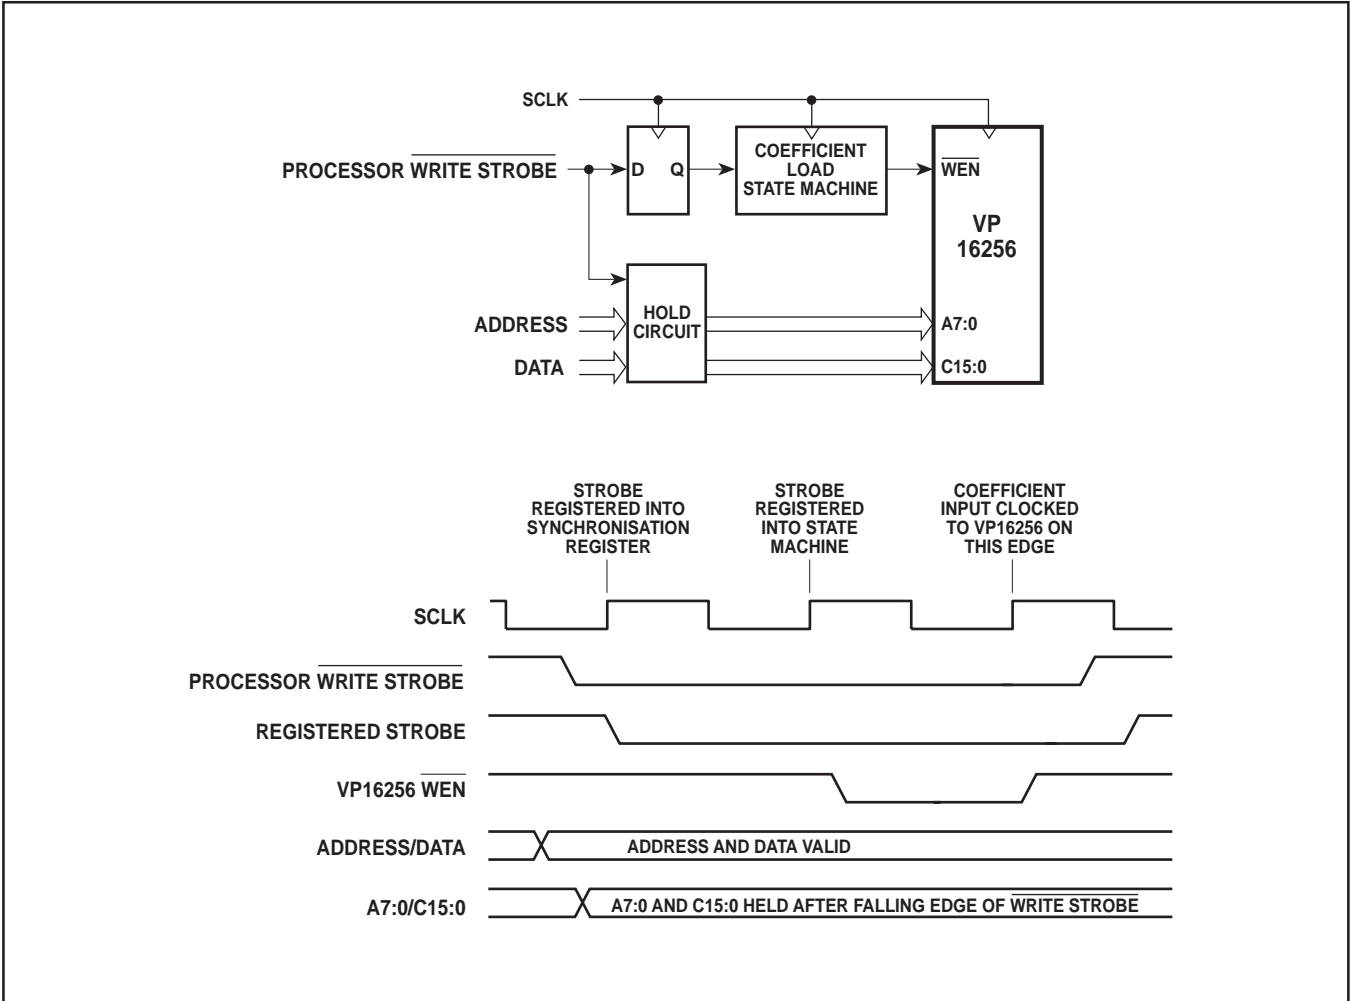 SCLK
PROCESSOR WRITE STROBE
D Q
COEFFICIENT
LOAD
STATE MACHINE
WEN
VP
16256
HOLD
CIRCUIT
ADDRESS
A7:0
DATA
C15:0
STROBE
REGISTERED INTO
SYNCHRONISATION
REGISTER
STROBE
REGISTERED
INTO STATE
MACHINE
COEFFICIENT
INPUT CLOCKED
TO VP16256 ON
THIS EDGE
SCLK
PROCESSOR WRITE STROBE
REGISTERED STROBE
VP16256 WEN
ADDRESS/DATA
ADDRESS AND DATA VALID
A7:0/C15:0
A7:0 AND C15:0 HELD AFTER FALLING EDGE OF WRITE STROBE